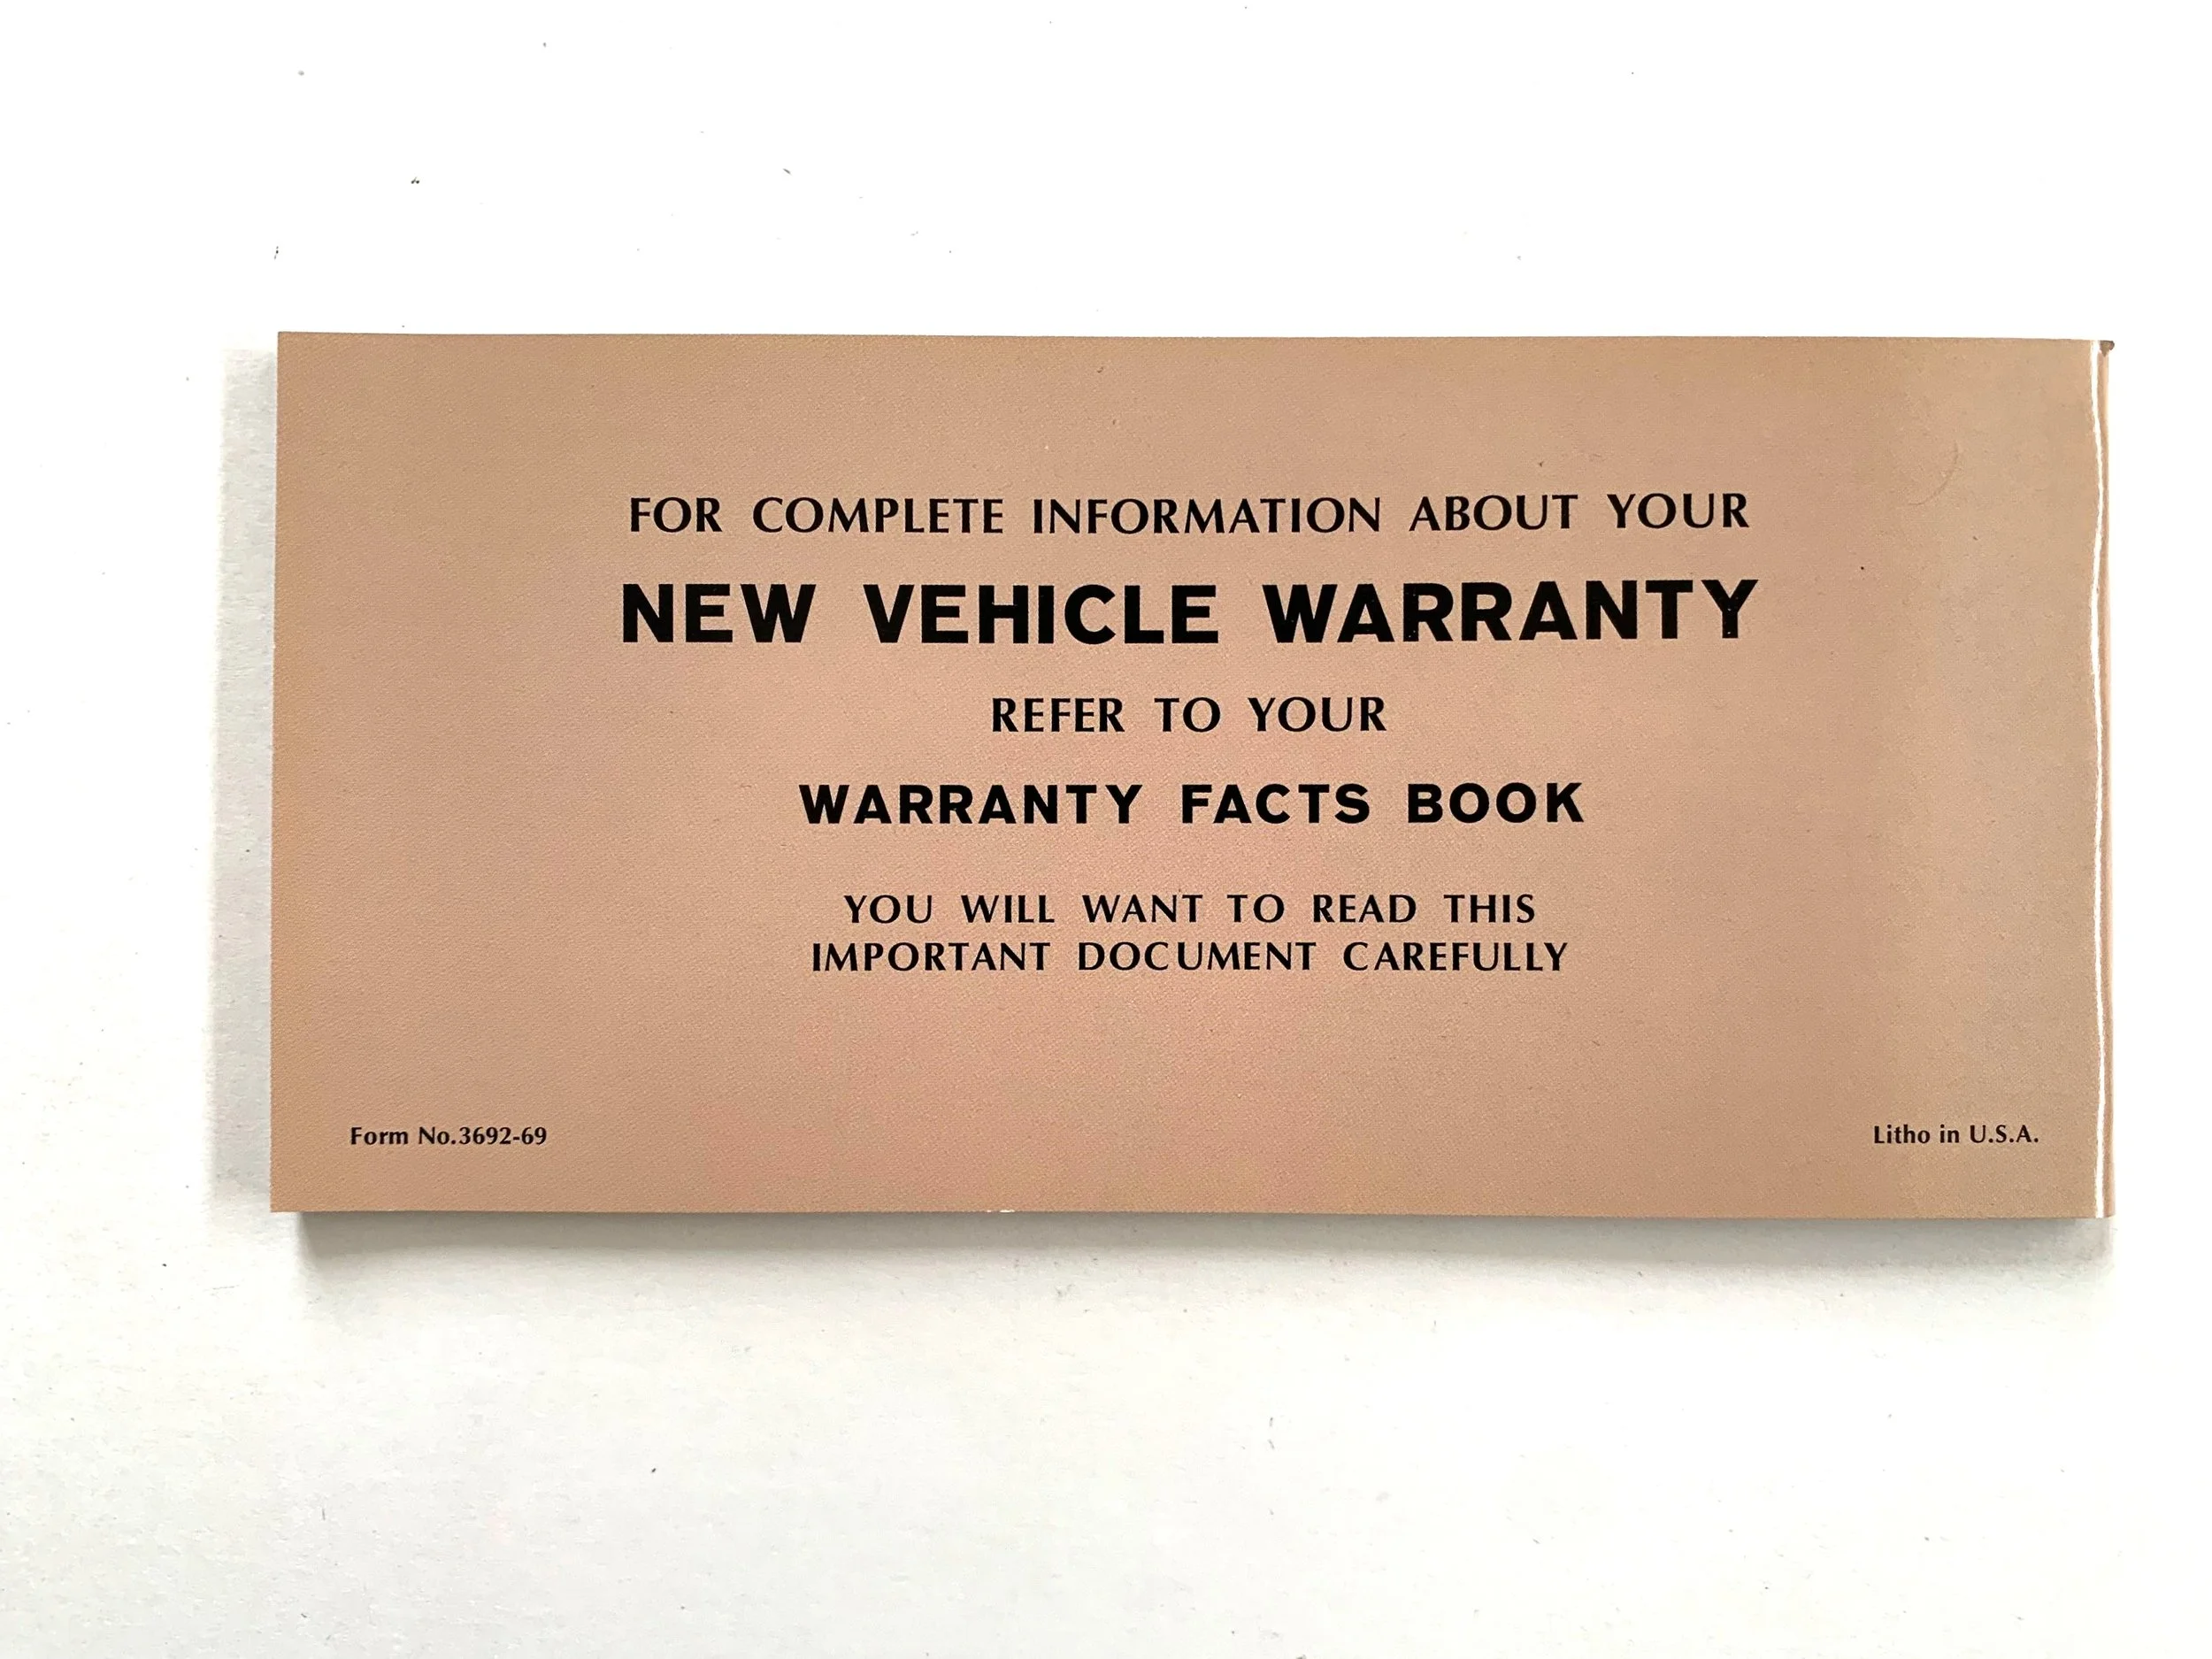 FOR COMPLETE INFORMATION ABOUT YOUR
NEW VEHICLE WARRANTY
REFER TO YOUR
WARRANTY FACTS BOOK
YOU WILL WANT TO READ THIS
IMPORTANT DOCUMENT CAREFULLY
Form No.3692-69
Litho in U.S.A.